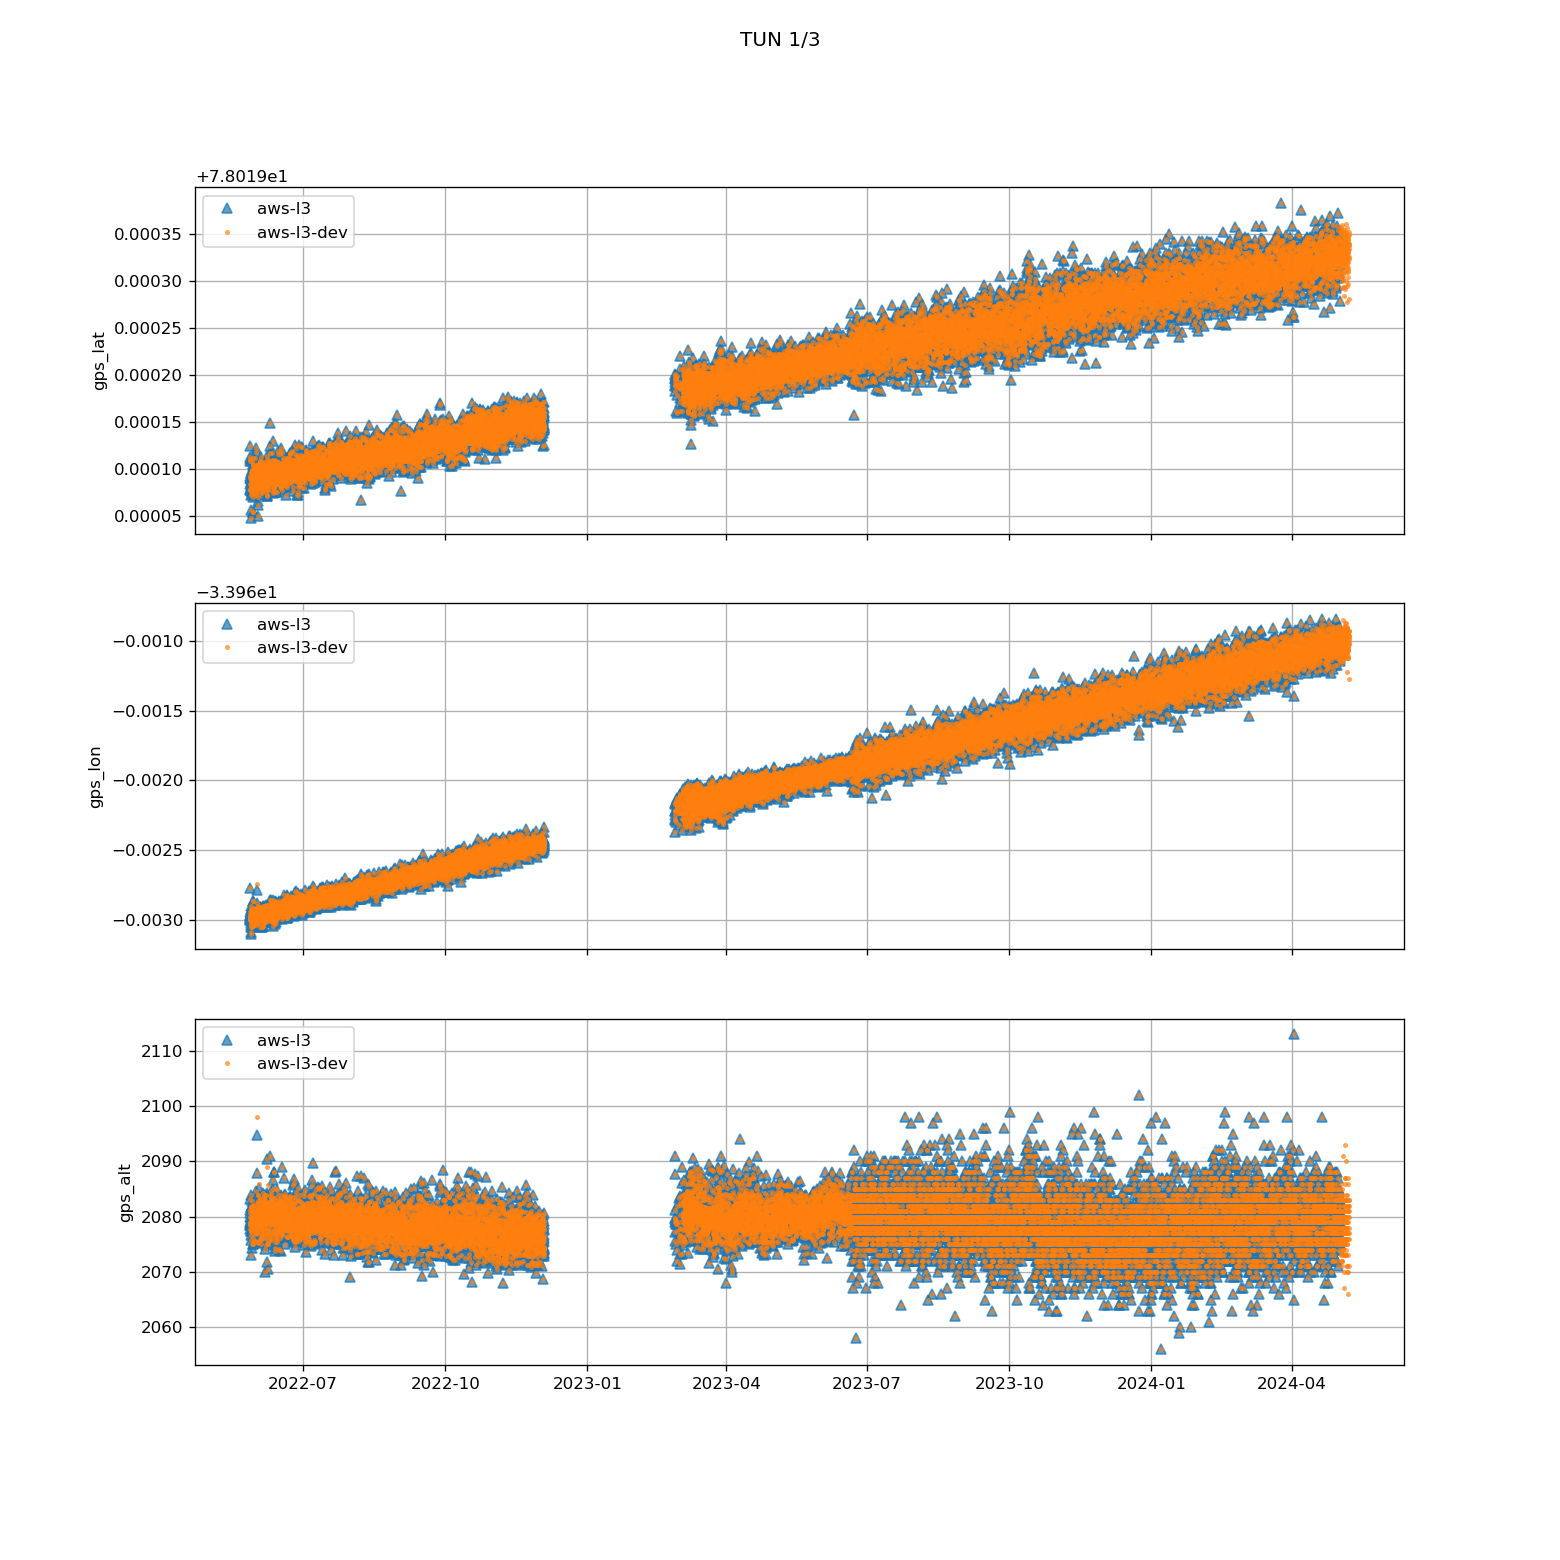 TUN 1/3
+7.8019e1
aws-l3
aws-l3-dev
0.00035
0.00030
0.00025
0.00020
0.00015
0.00010
0.00005
gps_lat
−3.396e1
aws-l3
aws-l3-dev
−0.0010
−0.0015
−0.0020
−0.0025
−0.0030
gps_lon
aws-l3
aws-l3-dev
2110
2100
2090
2080
2070
2060
gps_alt
2022-07 2022-10 2023-01 2023-04 2023-07 2023-10 2024-01 2024-04